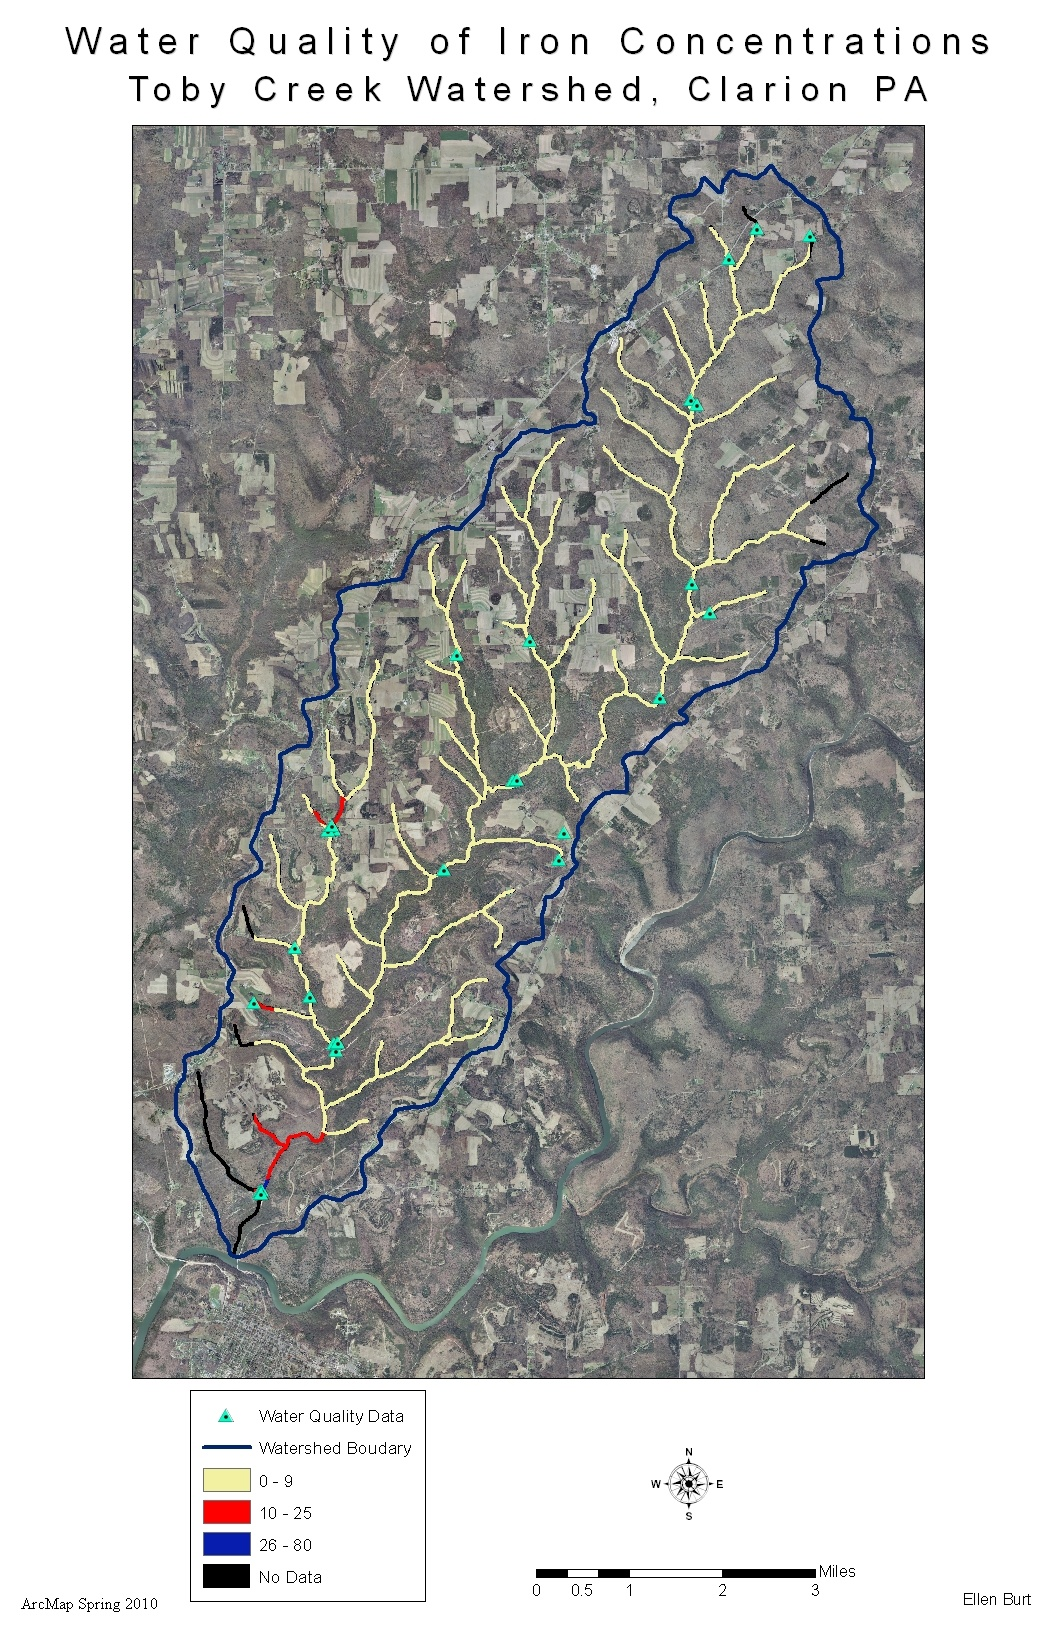 Water Quality of Iron Concentrations
Toby Creek Watershed, Clarion PA
Water Quality Data
Watershed Boudary
0 - 9
10 - 25
26 - 80
No Data
N
W E
S
Miles
0 0.5 1 2 3
ArcMap Spring 2010
Ellen Burt